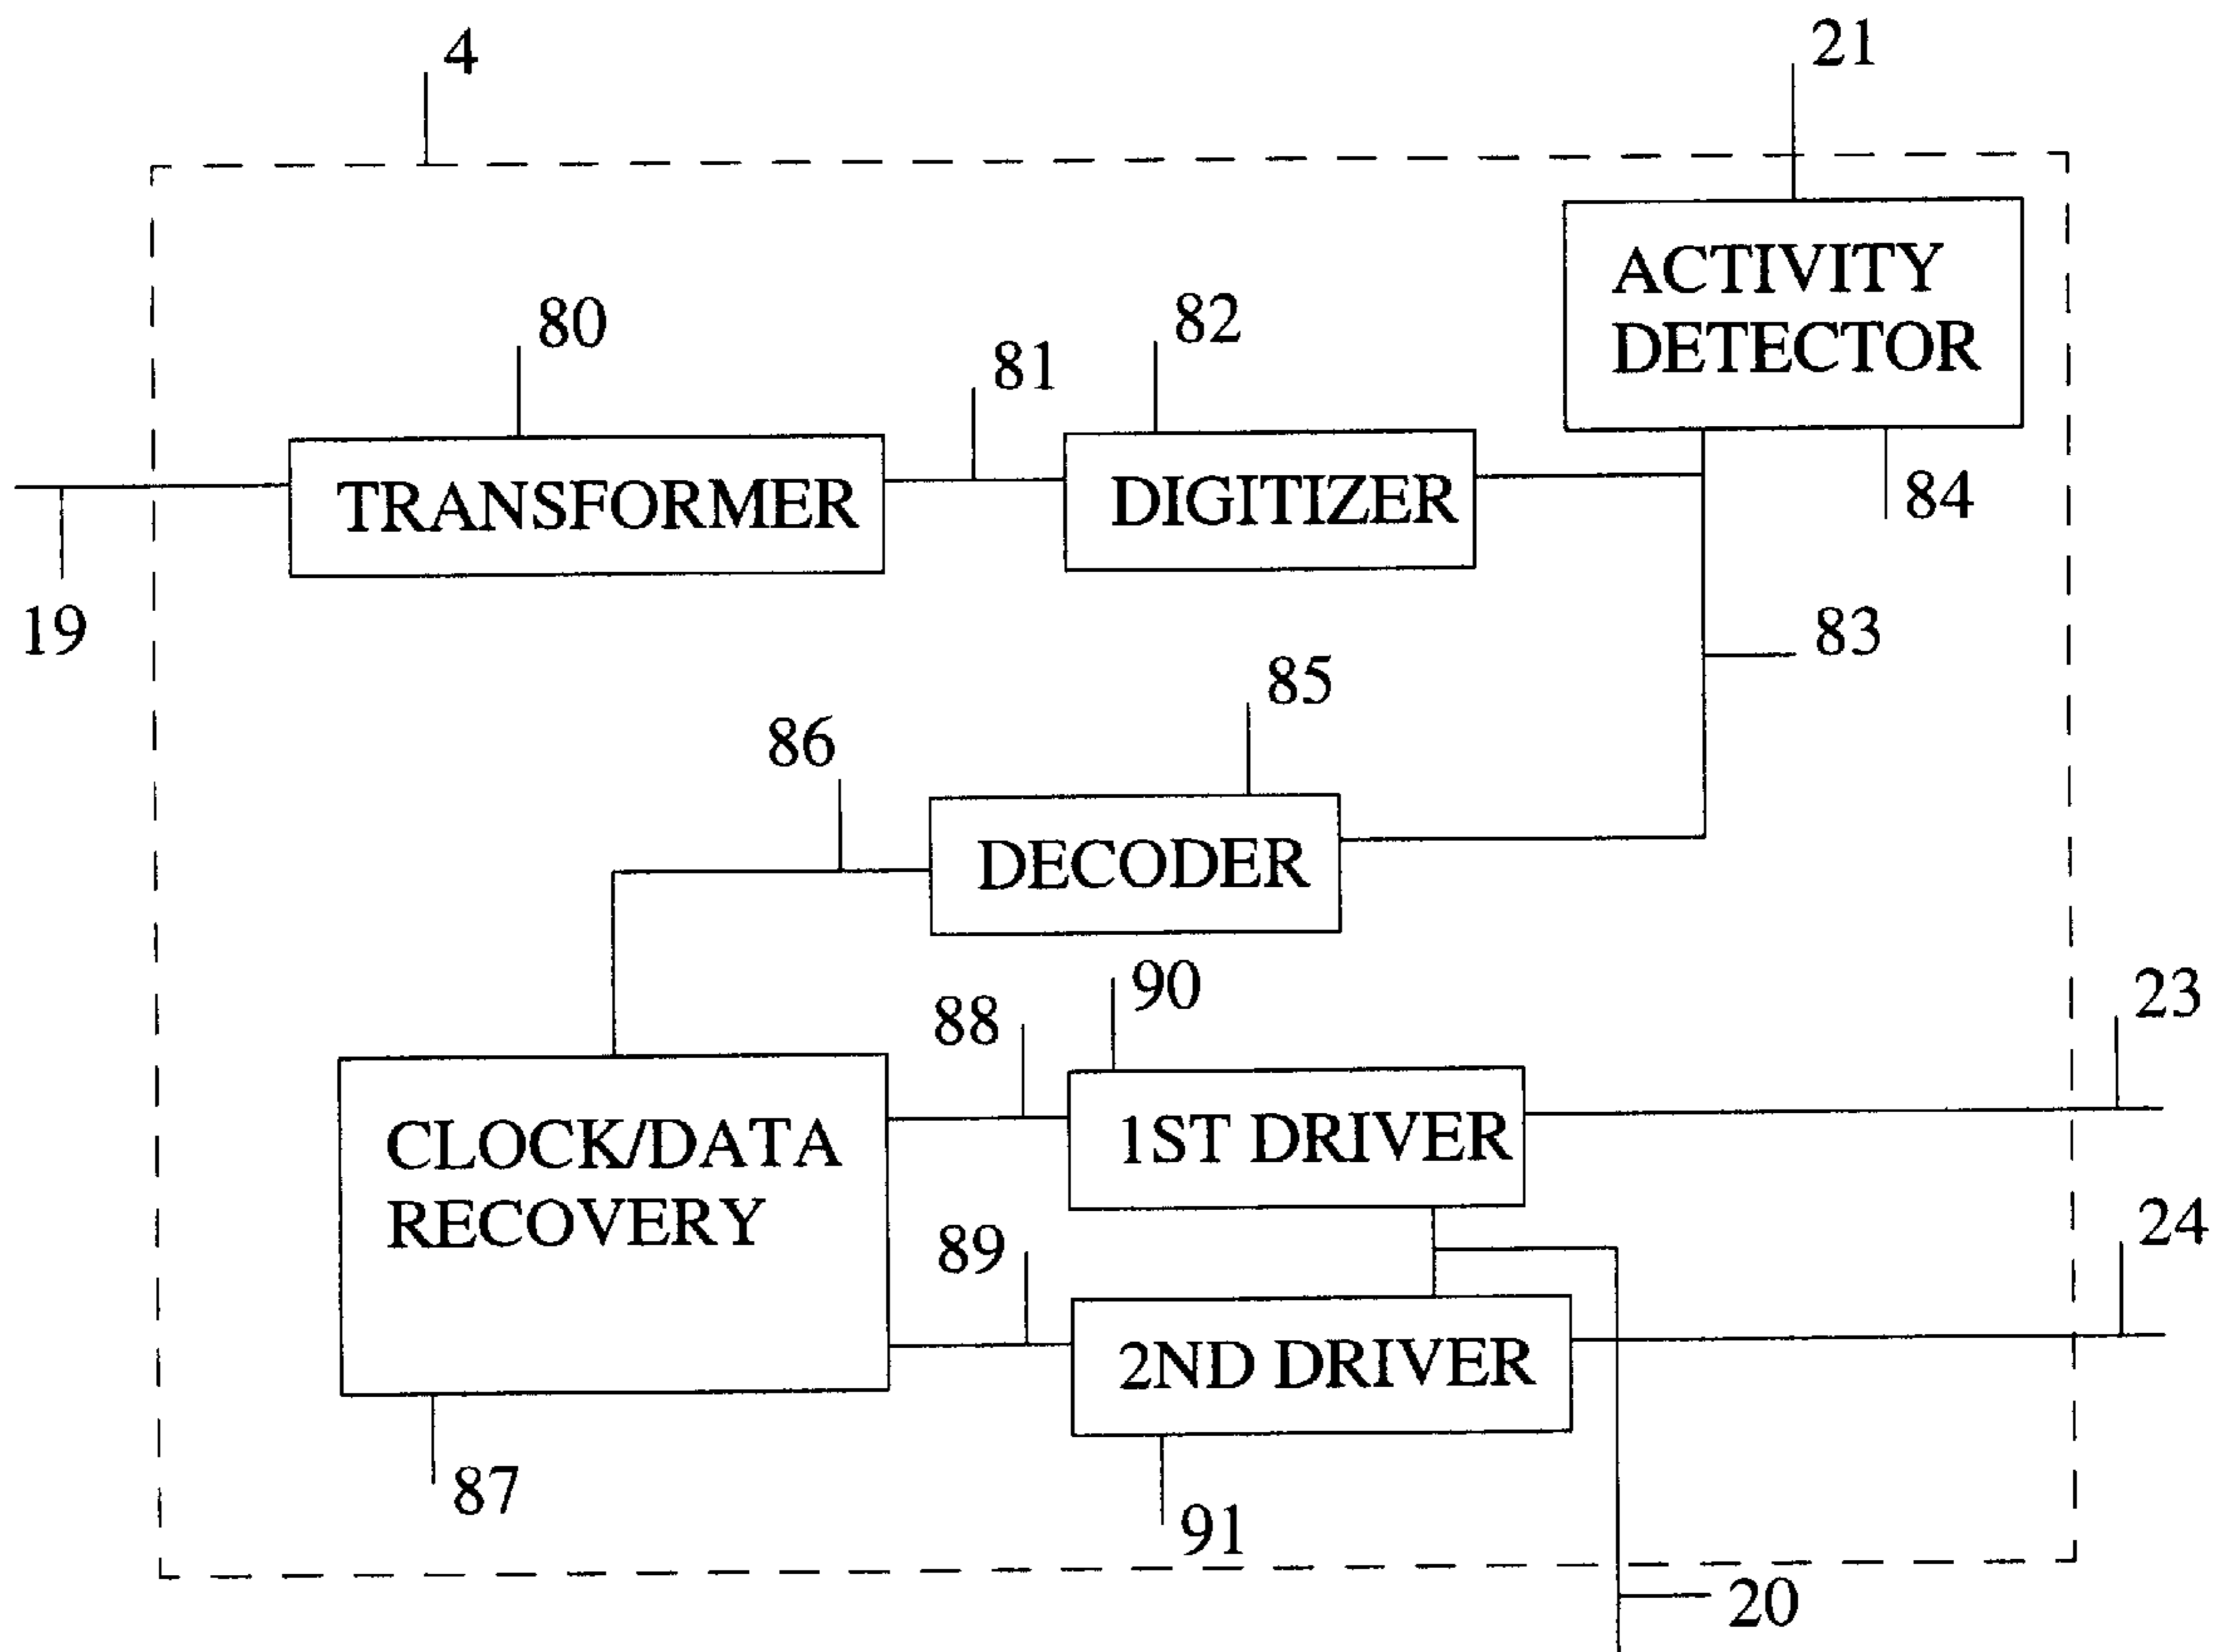 4
21
80
82
81
ACTIVITY
DETECTOR
TRANSFORMER
DIGITIZER
84
19
83
85
86
DECODER
90
88
23
1ST DRIVER
CLOCK/DATA
RECOVERY
24
89
2ND DRIVER
87
91
20